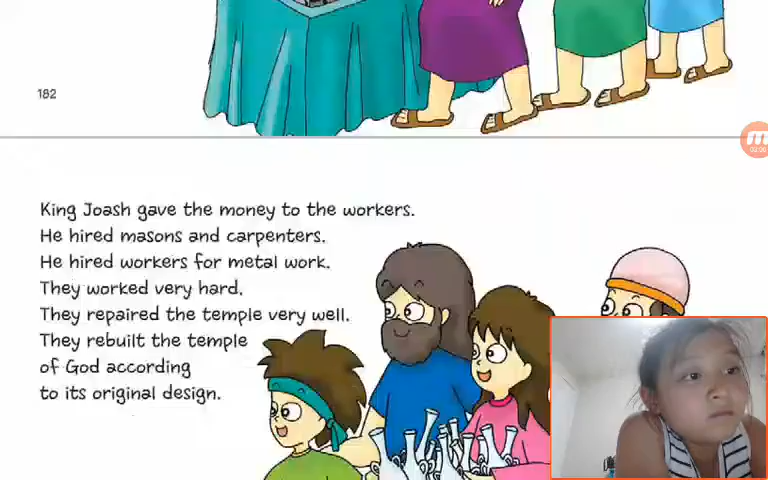 182
King Joash gave the money to the workers.
He hired masons and carpenters.
He hired workers for metal work.
They worked very hard.
They repaired the temple very well.
They rebuilt the temple
of God according
to its original design.